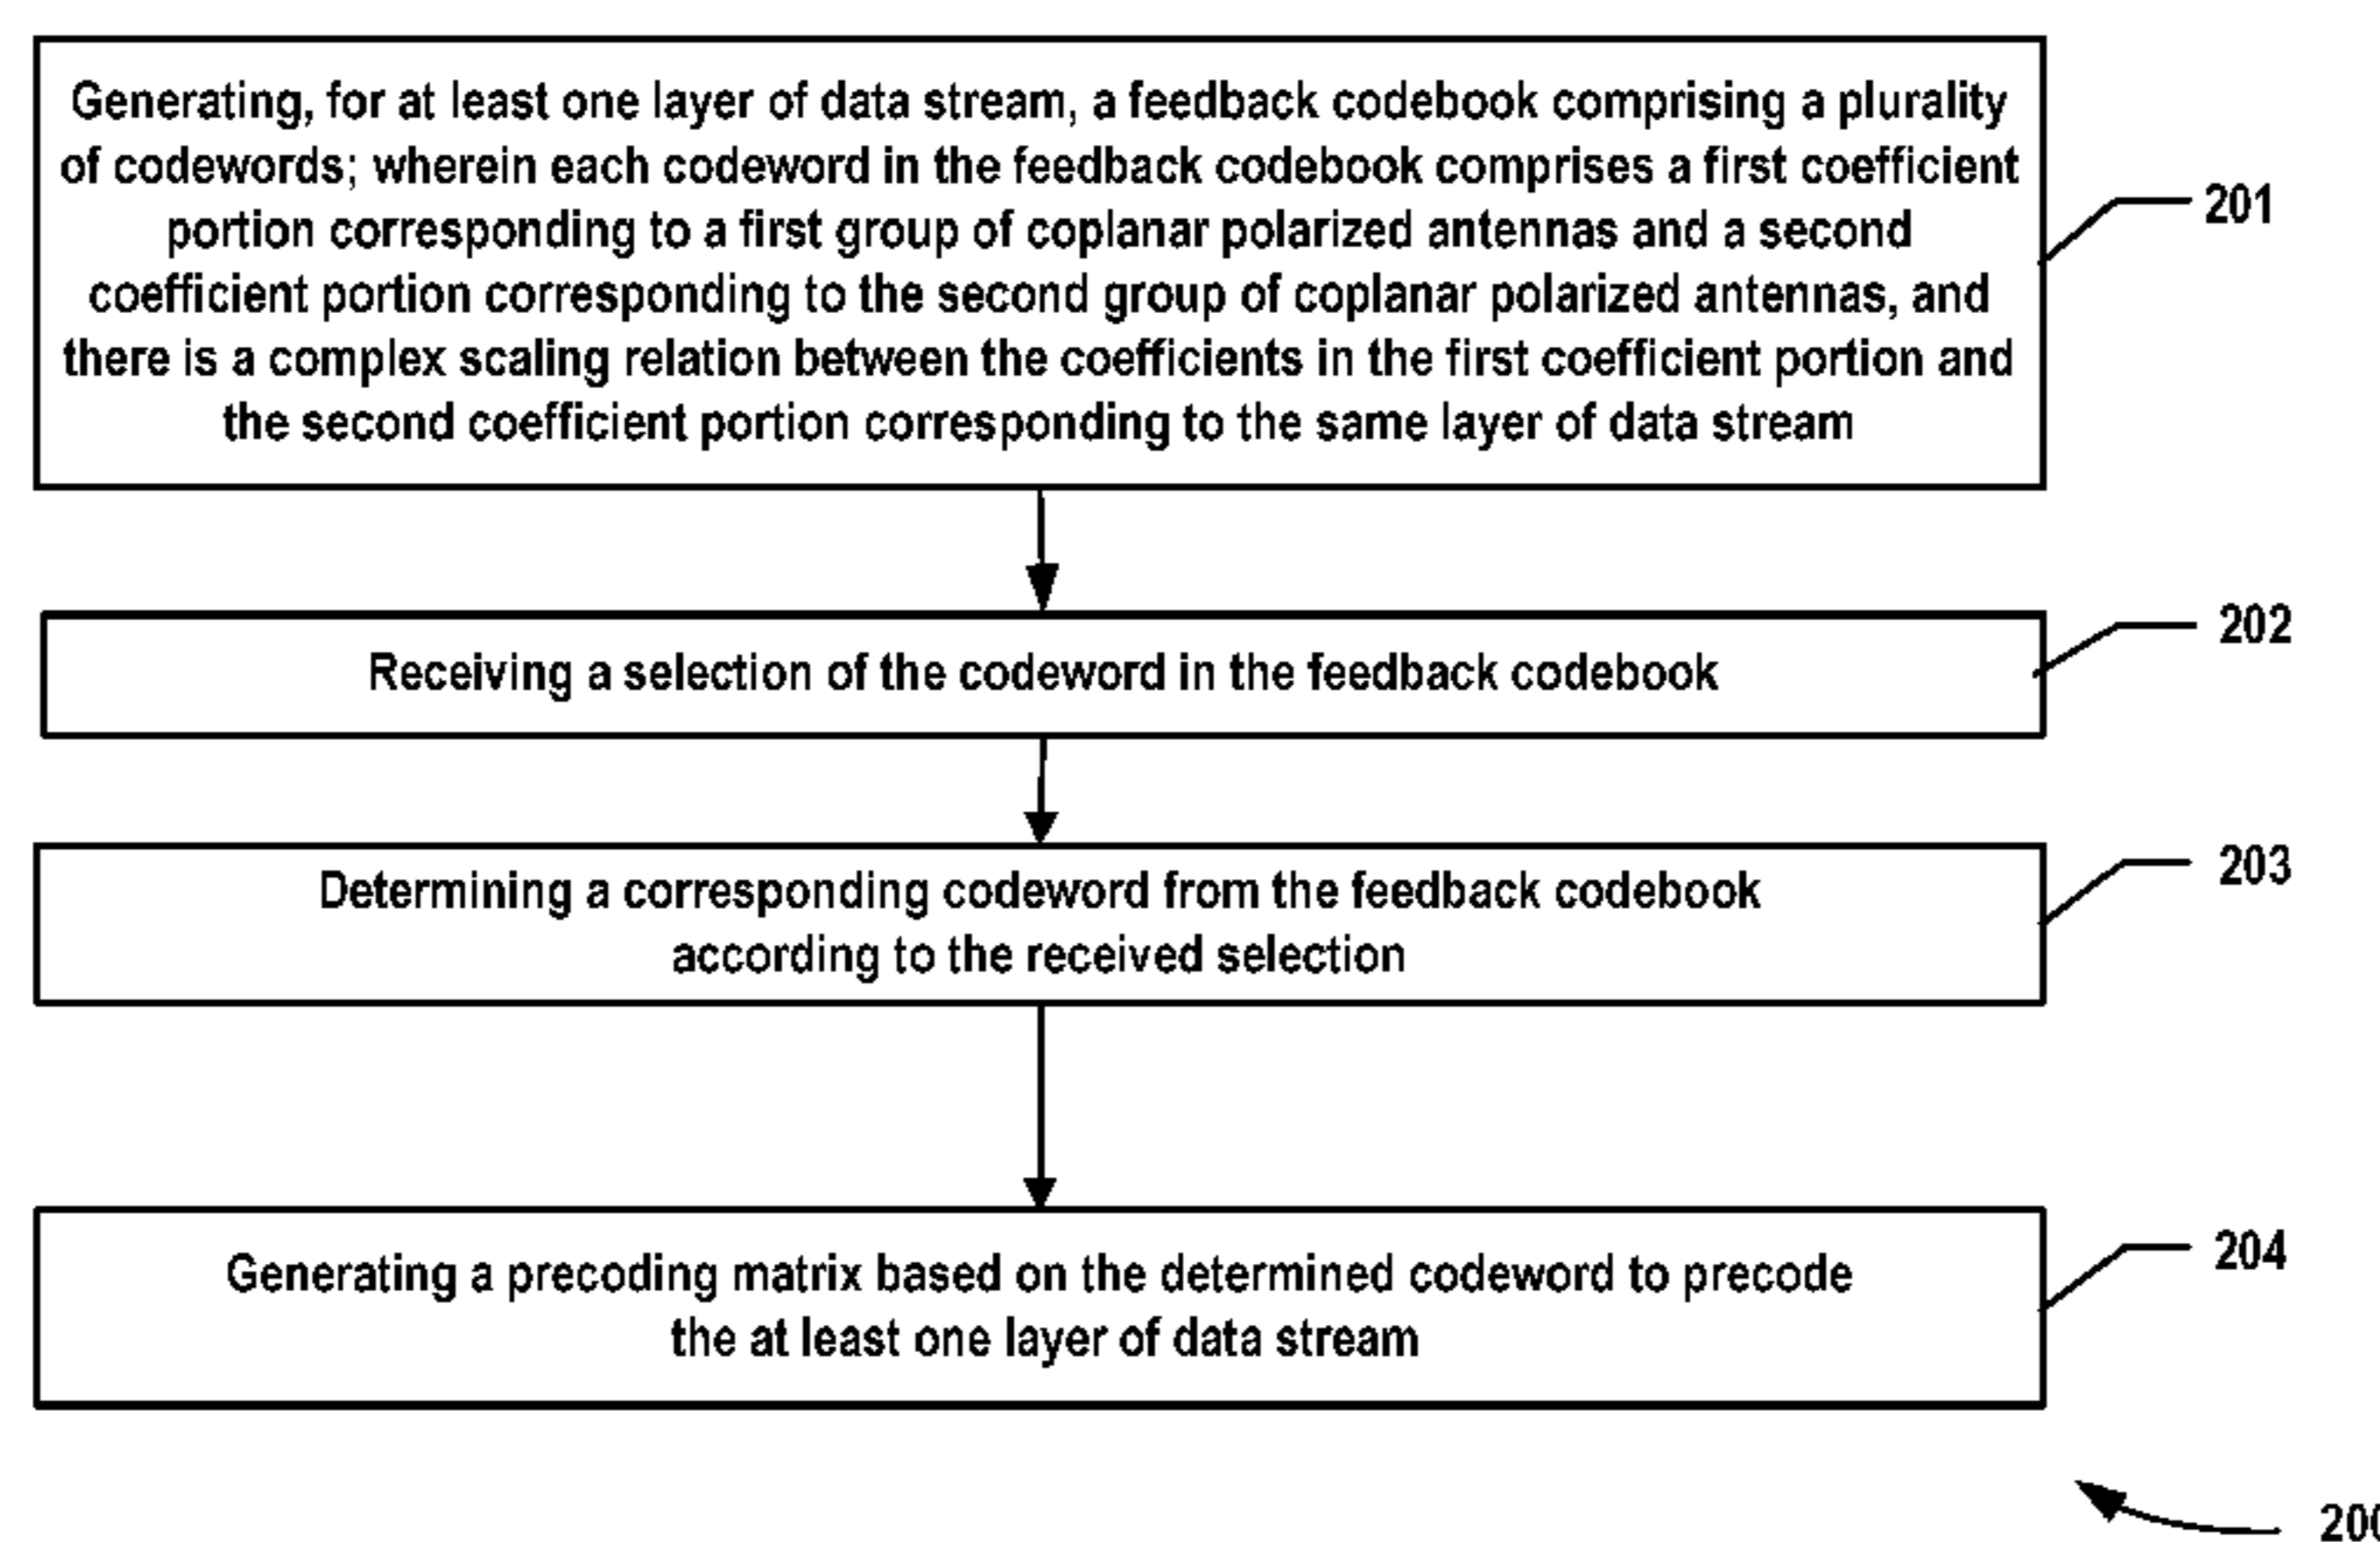 Generating, for at least one layer of data stream, a feedback codebook comprising a plurality
of codewords; wherein each codeword in the feedback codebook comprises a first coefficient
portion corresponding to a first group of coplanar polarized antennas and a second
coefficient portion corresponding to the second group of coplanar polarized antennas, and
there is a complex scaling relation between the coefficients in the first coefficient portion and
the second coefficient portion corresponding to the same layer of data stream
201
Receiving a selection of the codeword in the feedback codebook
202
Determining a corresponding codeword from the feedback codebook
according to the received selection
203
Generating a precoding matrix based on the determined codeword to precode
the at least one layer of data stream
204
200